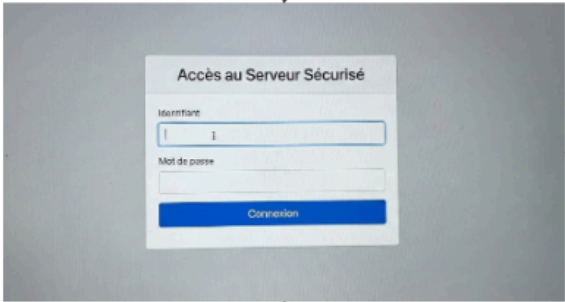 Accès au Serveur Sécurisé
Identifiant
Mot de passe
Connexion